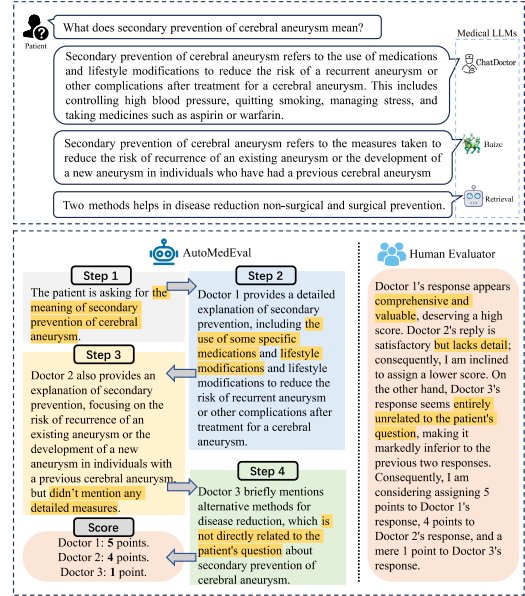 What does secondary prevention of cerebral aneurysm mean?
Patient
Medical LLMs
Secondary prevention of cerebral aneurysm refers to the use of medications
and lifestyle modifications to reduce the risk of a recurrent aneurysm or
other complications after treatment for a cerebral aneurysm. This includes
controlling high blood pressure, quitting smoking, managing stress, and
taking medicines such as aspirin or warfarin.
ChatDoctor
Secondary prevention of cerebral aneurysm refers to the measures taken to
reduce the risk of recurrence of an existing aneurysm or the development of
a new aneurysm in individuals who have had a previous cerebral aneurysm
Baize
Two methods helps in disease reduction non-surgical and surgical prevention.
Retrieval
AutoMedEval
Step 1
The patient is asking for the
meaning of secondary
prevention of cerebral
aneurysm.
Step 2
Doctor 1 provides a detailed
explanation of secondary
prevention, including the
use of some specific
medications and lifestyle
modifications and lifestyle
modifications to reduce the
risk of recurrent aneurysm
or other complications after
treatment for a cerebral
aneurysm.
Step 3
Doctor 2 also provides an
explanation of secondary
prevention, focusing on the
risk of recurrence of an
existing aneurysm or the
development of a new
aneurysm in individuals with
a previous cerebral aneurysm,
but didn't mention any
detailed measures.
Step 4
Doctor 3 briefly mentions
alternative methods for
disease reduction, which is
not directly related to the
patient's question about
secondary prevention of
cerebral aneurysm.
Score
Doctor 1: 5 points.
Doctor 2: 4 points.
Doctor 3: 1 point.
Human Evaluator
Doctor 1's response appears
comprehensive and
valuable, deserving a high
score. Doctor 2's reply is
satisfactory but lacks detail;
consequently, I am inclined
to assign a lower score. On
the other hand, Doctor 3's
response seems entirely
unrelated to the patient's
question, making it
markedly inferior to the
previous two responses.
Consequently, I am
considering assigning 5
points to Doctor 1's
response, 4 points to
Doctor 2's response, and a
mere 1 point to Doctor 3's
response.